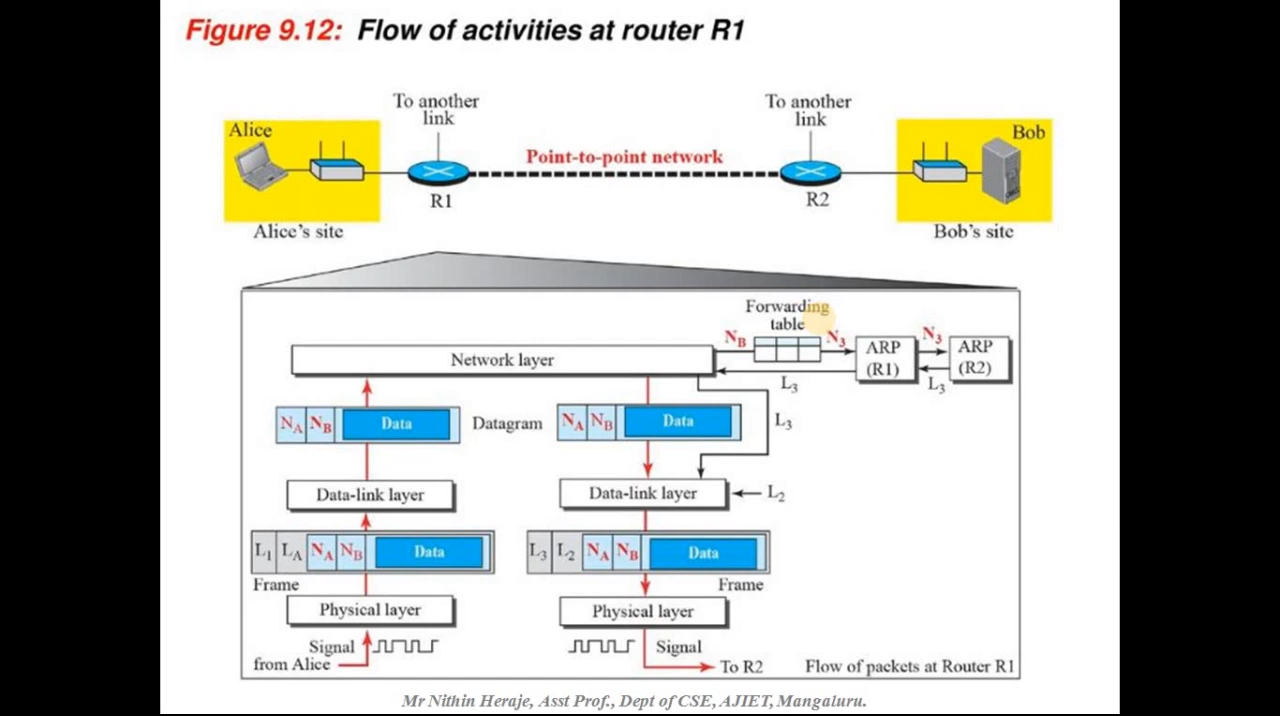 Figure 9.12: Flow of activities at router R1
To another
link
To another
link
Alice
Bob
Point-to-point network
R1
R2
Alice's site
Bob's site
Forwarding
table
NB
N3
N3
ARP
(R1)
ARP
(R2)
Network layer
L3
L3
NA NB Data
Datagram
NA NB Data
L3
Data-link layer
Data-link layer
L2
L1 LA NA NB Data
L3 L2 NA NB Data
Frame
Frame
Physical layer
Physical layer
Signal
from Alice
Signal
To R2
Flow of packets at Router R1
Mr Nithin Heraje, Asst Prof., Dept of CSE, AJIET, Mangaluru.